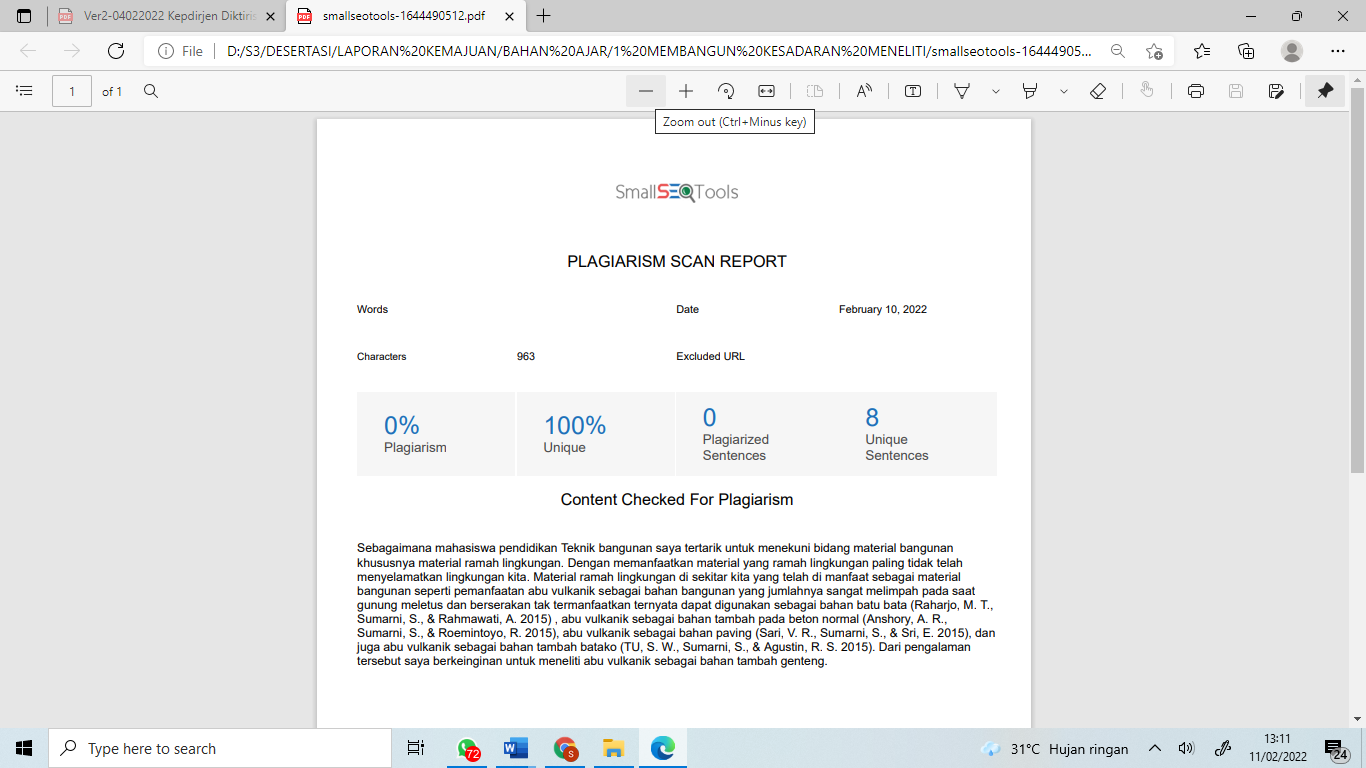 Ver2-04022022 Kepdirjen Diktiris
smallseotools-1644490512.pdf
File
D:/S3/DESERTASI/LAPORAN%20KEMAJUAN/BAHAN%20AJAR/1%20MEMBANGUN%20KESADARAN%20MENELITI/smallseotools-16444905...
1 of 1
Zoom out (Ctrl+Minus key)
SmallSEOTools
PLAGIARISM SCAN REPORT
Words Date February 10, 2022
Characters 963 Excluded URL
0% 100% 0 8
Plagiarism Unique Plagiarized Unique
Sentences Sentences
Content Checked For Plagiarism
Sebagaimana mahasiswa pendidikan Teknik bangunan saya tertarik untuk menekuni bidang material bangunan
khususnya material ramah lingkungan. Dengan memanfaatkan material yang ramah lingkungan paling tidak telah
menyelamatkan lingkungan kita. Material ramah lingkungan di sekitar kita yang telah di manfaat sebagai material
bangunan seperti pemanfaatan abu vulkanik sebagai bahan bangunan yang jumlahnya sangat melimpah pada saat
gunung meletus dan berserakan tak termanfaatkan ternyata dapat digunakan sebagai bahan batu bata (Raharjo, M. T.,
Sumarni, S., & Rahmawati, A. 2015) , abu vulkanik sebagai bahan tambah pada beton normal (Anshory, A. R.,
Sumarni, S., & Roemintoyo, R. 2015), abu vulkanik sebagai bahan paving (Sari, V. R., Sumarni, S., & Sri, E. 2015), dan
juga abu vulkanik sebagai bahan tambah batako (TU, S. W., Sumarni, S., & Agustin, R. S. 2015). Dari pengalaman
tersebut saya berkeinginan untuk meneliti abu vulkanik sebagai bahan tambah genteng.
Type here to search
72
S
31°C Hujan ringan
13:11
11/02/2022
24